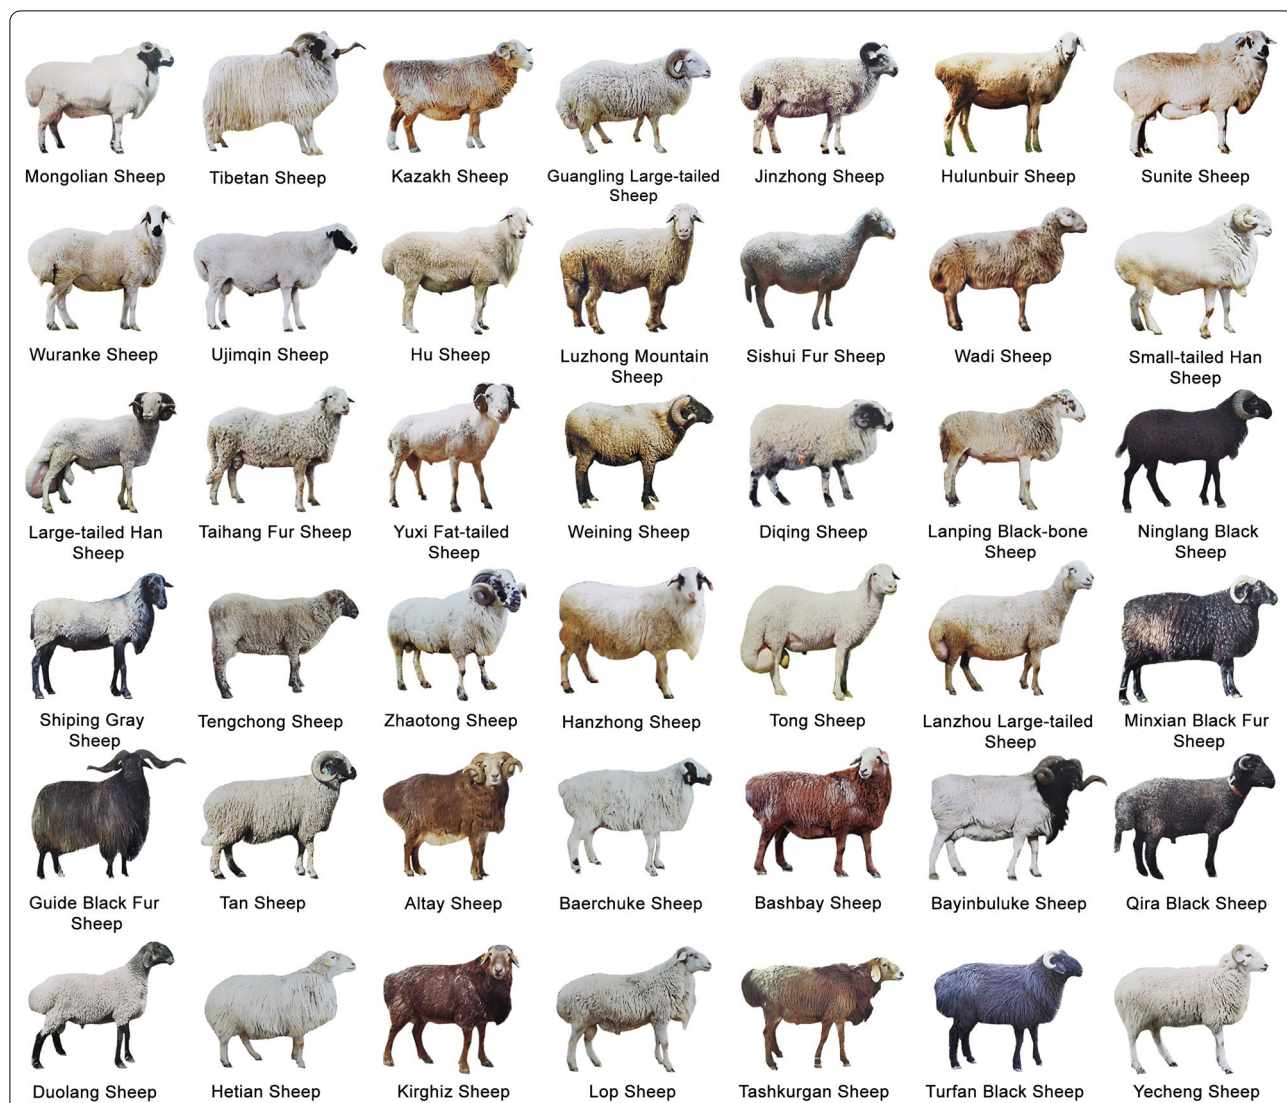 Mongolian Sheep
Tibetan Sheep
Kazakh Sheep
Guangling Large-tailed
Sheep
Jinzhong Sheep
Hulunbuir Sheep
Sunite Sheep
Wuranke Sheep
Ujimqin Sheep
Hu Sheep
Luzhong Mountain
Sheep
Sishui Fur Sheep
Wadi Sheep
Small-tailed Han
Sheep
Large-tailed Han
Sheep
Taihang Fur Sheep
Yuxi Fat-tailed
Sheep
Weining Sheep
Diqing Sheep
Lanping Black-bone
Sheep
Ninglang Black
Sheep
Shiping Gray
Sheep
Tengchong Sheep
Zhaotong Sheep
Hanzhong Sheep
Tong Sheep
Lanzhou Large-tailed
Sheep
Minxian Black Fur
Sheep
Guide Black Fur
Sheep
Tan Sheep
Altay Sheep
Baerchuke Sheep
Bashbay Sheep
Bayinbuluke Sheep
Qira Black Sheep
Duolang Sheep
Hetian Sheep
Kirghiz Sheep
Lop Sheep
Tashkurgan Sheep
Turfan Black Sheep
Yecheng Sheep